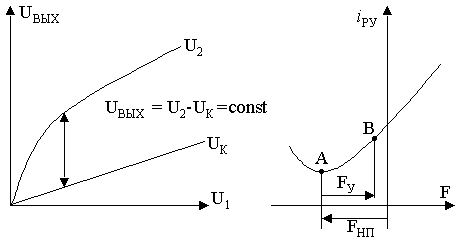 UВЫХ
U2
UВЫХ = U2-UК =const
UК
U1
iРУ
B
A
FУ
F
FНП